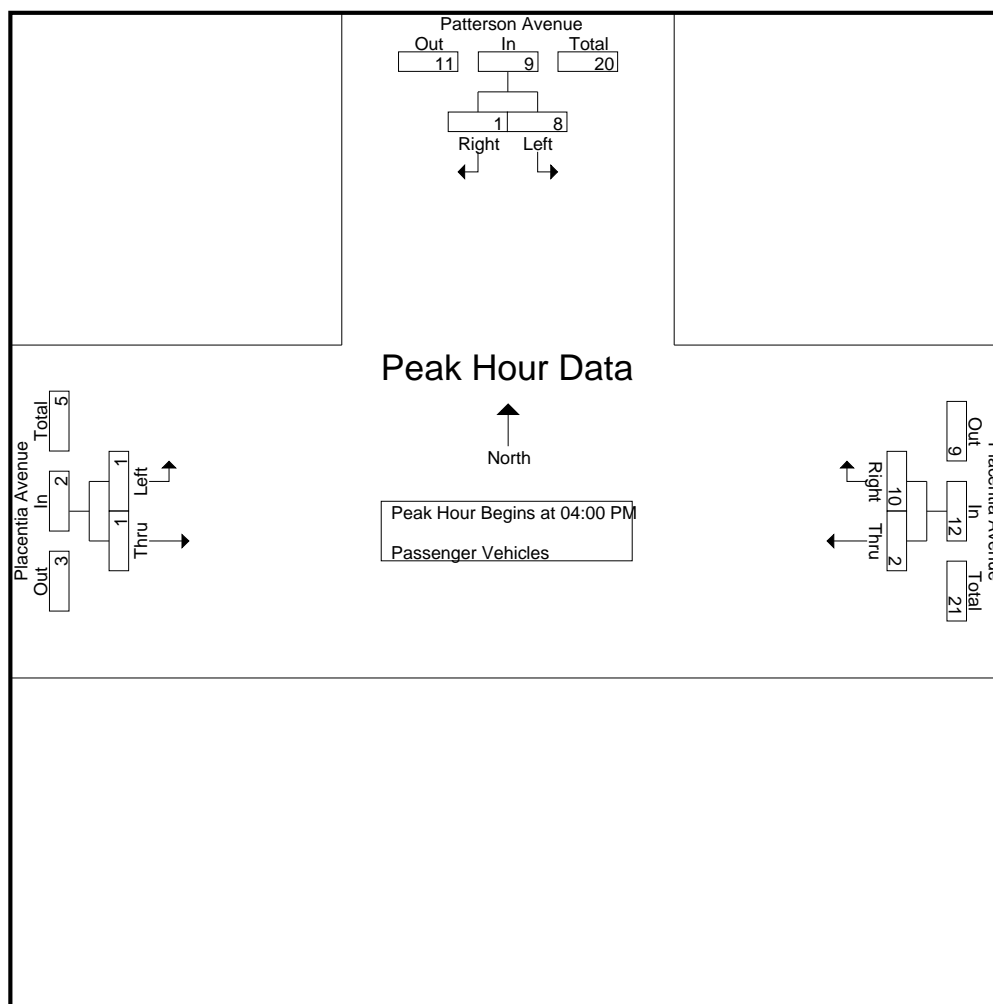 Patterson Avenue
Out In Total
11 9 20
1 8
Right Left
Peak Hour Data
North
Peak Hour Begins at 04:00 PM
Passenger Vehicles
Placentia Avenue
Out In Total
3 2 5
1 1
Left Thru
Placentia Avenue
Out In Total
9 12 21
10 2
Right Thru